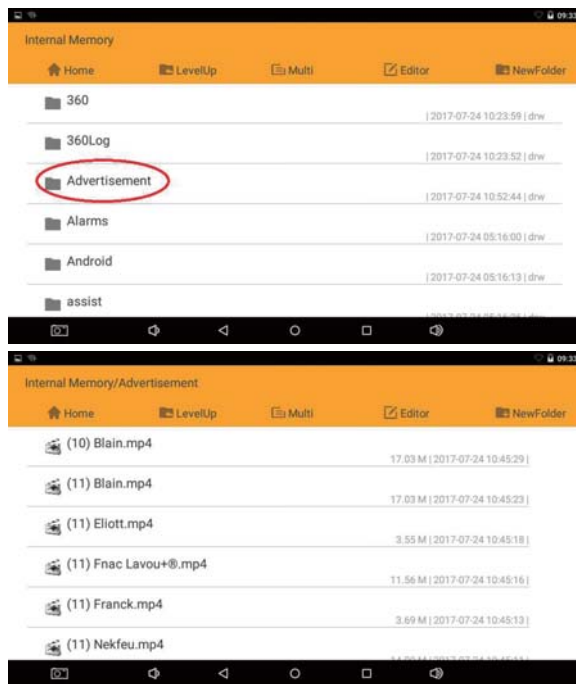 09:33
Internal Memory
Home LevelUp Multi Editor NewFolder
360
| 2017-07-24 10:23:59 | drw
360Log
| 2017-07-24 10:23:52 | drw
Advertisement
| 2017-07-24 10:52:44 | drw
Alarms
| 2017-07-24 05:16:00 | drw
Android
| 2017-07-24 05:16:13 | drw
assist
09:33
Internal Memory/Advertisement
Home LevelUp Multi Editor NewFolder
(10) Blain.mp4
17.03 M | 2017-07-24 10:45:29 |
(11) Blain.mp4
17.03 M | 2017-07-24 10:45:23 |
(11) Eliott.mp4
3.55 M | 2017-07-24 10:45:18 |
(11) Fnac Lavou+®.mp4
11.56 M | 2017-07-24 10:45:16 |
(11) Franck.mp4
3.69 M | 2017-07-24 10:45:13 |
(11) Nekfeu.mp4